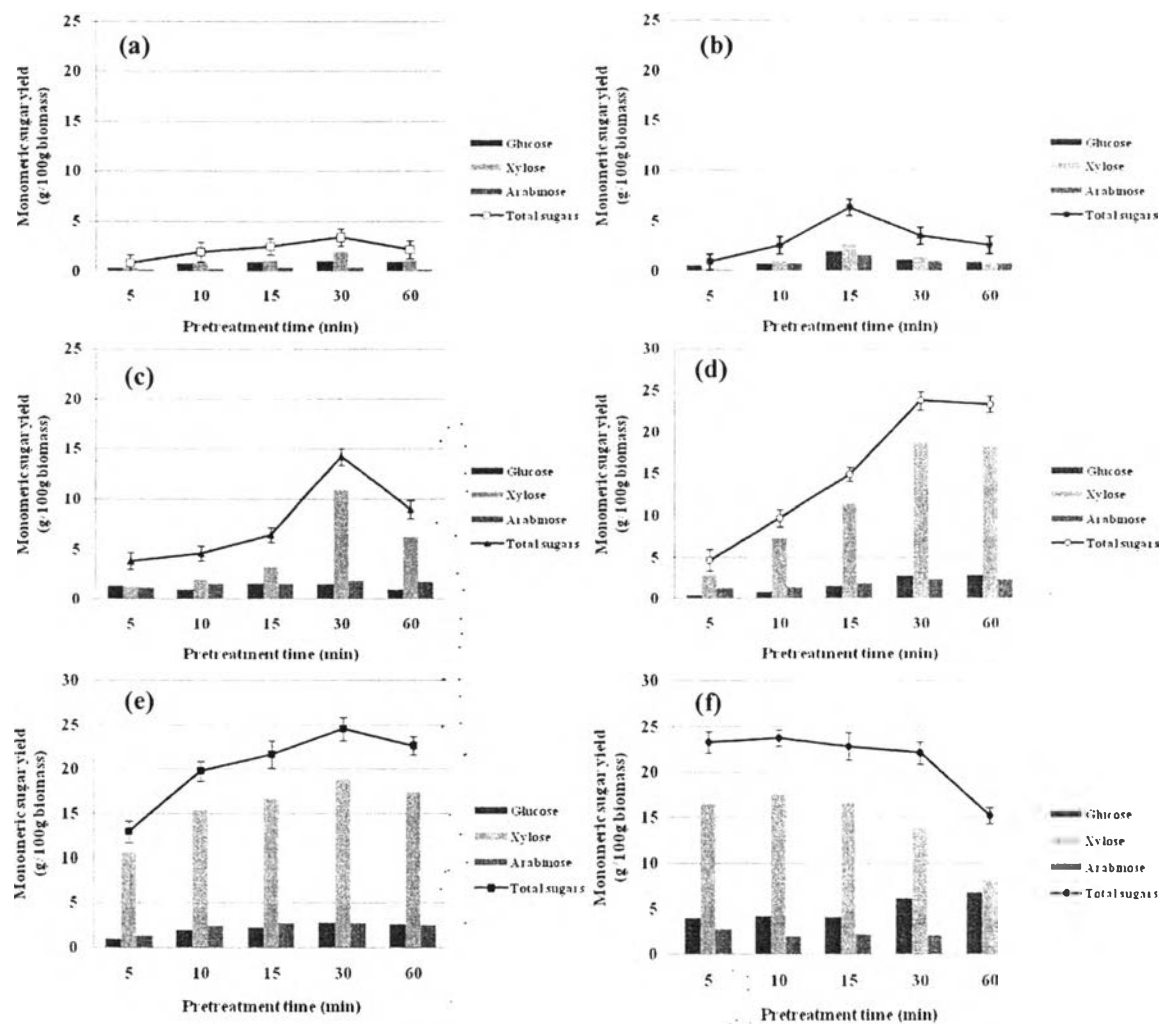 (a)
Monomeric sugar yield
(g/100g biomass)
25
20
15
10
5
0
5 10 15 30 60
Pretreatment time (min)
Glucose
Xylose
Arabinose
Total sugars
(b)
Monomeric sugar yield
(g/100g biomass)
25
20
15
10
5
0
5 10 15 30 60
Pretreatment time (min)
Glucose
Xylose
Arabinose
Total sugars
(c)
Monomeric sugar yield
(g/100g biomass)
25
20
15
10
5
0
5 10 15 30 60
Pretreatment time (min)
Glucose
Xylose
Arabinose
Total sugars
(d)
Monomeric sugar yield
(g/100g biomass)
30
25
20
15
10
5
0
5 10 15 30 60
Pretreatment time (min)
Glucose
Xylose
Arabinose
Total sugars
(e)
Monomeric sugar yield
(g/100g biomass)
30
25
20
15
10
5
0
5 10 15 30 60
Pretreatment time (min)
Glucose
Xylose
Arabinose
Total sugars
(f)
Monomeric sugar yield
(g/100g biomass)
30
25
20
15
10
5
0
5 10 15 30 60
Pretreatment time (min)
Glucose
Xylose
Arabinose
Total sugars